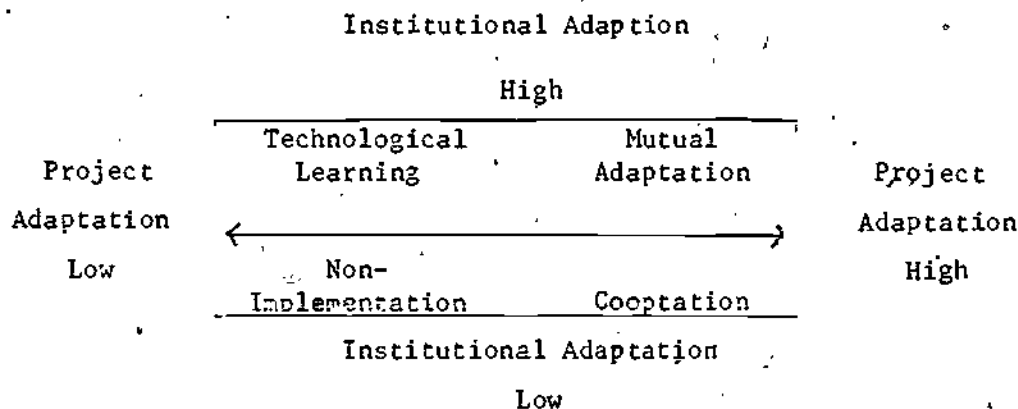 Institutional Adaption
High
Technological Mutual
Project Learning Adaptation Project
Adaptation Adaptation
Low Non- High
Implementation Cooptation
Institutional Adaptation
Low